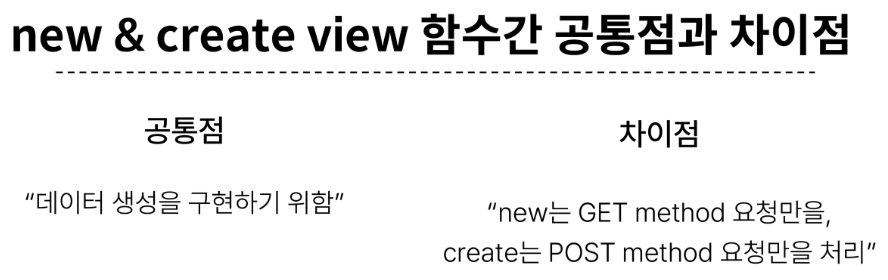 new & create view 함수간 공통점과 차이점
공통점
“데이터 생성을 구현하기 위함”
차이점
“new는 GET method 요청만을,
create는 POST method 요청만을 처리”